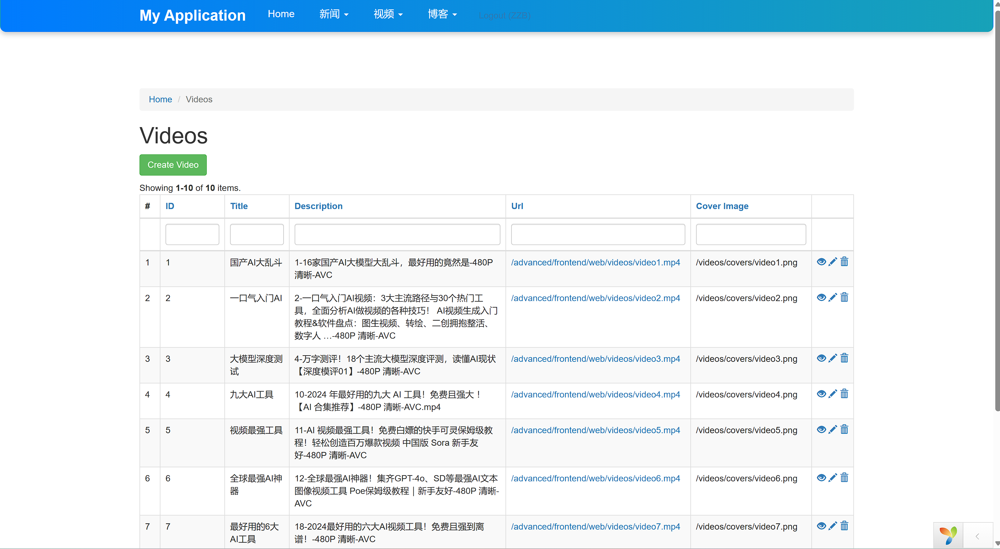 My Application Home 新闻 视频 博客 Logout (ZZB)
Home / Videos
Videos
Create Video
Showing 1-10 of 10 items.
# ID Title Description Url Cover Image
1 1 国产AI大乱斗 1-16家国产AI大模型大乱斗，最好用的竟然是-480P /advanced/frontend/web/videos/video1.mp4 /videos/covers/video1.png
清晰-AVC
2 2 一口气入门AI 2-一口气入门AI视频：3大主流路径与30个热门工 /advanced/frontend/web/videos/video2.mp4 /videos/covers/video2.png
具，全面分析AI做视频的各种技巧！ AI视频生成入门
教程&软件盘点：图生视频、转绘、二创拥抱整活、
数字人 …-480P 清晰-AVC
3 3 大模型深度测 4-万字测评！18个主流大模型深度评测，读懂AI现状 /advanced/frontend/web/videos/video3.mp4 /videos/covers/video3.png
试 【深度模评01】-480P 清晰-AVC
4 4 九大AI工具 10-2024 年最好用的九大 AI 工具！免费且强大 ! /advanced/frontend/web/videos/video4.mp4 /videos/covers/video4.png
【AI 合集推荐】-480P 清晰-AVC.mp4
5 5 视频最强工具 11-AI 视频最强工具！免费白嫖的快手可灵保姆级教 /advanced/frontend/web/videos/video5.mp4 /videos/covers/video5.png
程！轻松创造百万爆款视频 中国版 Sora 新手友
好-480P 清晰-AVC
6 6 全球最强AI神 12-全球最强AI神器！集齐GPT-4o、SD等最强AI文本 /advanced/frontend/web/videos/video6.mp4 /videos/covers/video6.png
器 图像视频工具 Poe保姆级教程｜新手友好-480P 清晰-
AVC
7 7 最好用的6大 18-2024最好用的六大AI视频工具！免费且强到离 /advanced/frontend/web/videos/video7.mp4 /videos/covers/video7.png
AI工具 谱！-480P 清晰-AVC